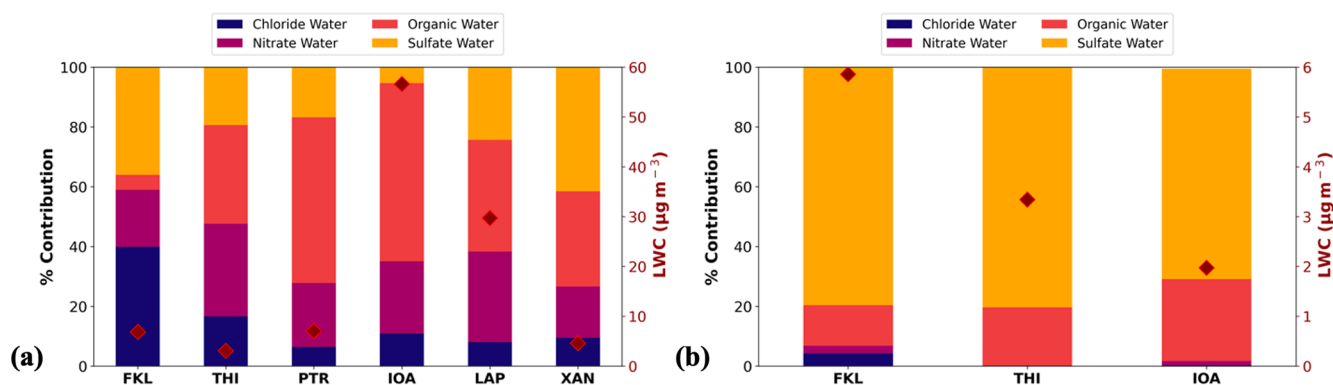 Chloride Water Organic Water
Nitrate Water Sulfate Water
100
80
60
40
20
0
% Contribution
60
50
40
30
20
10
0
LWC (µg m−3)
FKL THI PTR IOA LAP XAN
(a)
Chloride Water Organic Water
Nitrate Water Sulfate Water
100
80
60
40
20
0
% Contribution
6
5
4
3
2
1
0
LWC (µg m−3)
FKL THI IOA
(b)